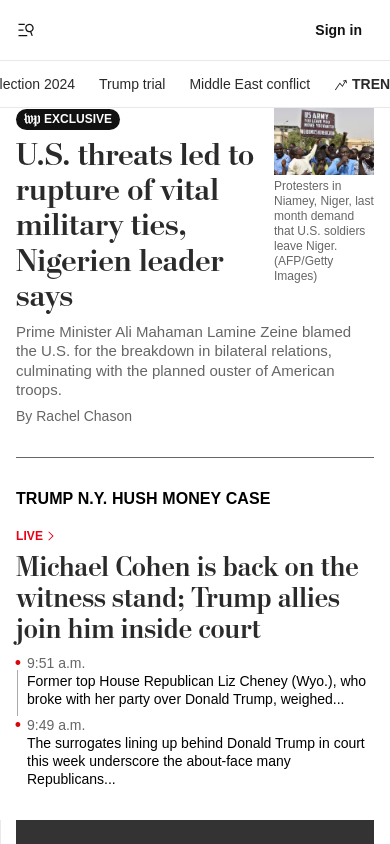 Sign in
lection 2024 Trump trial Middle East conflict TREN
wp EXCLUSIVE
U.S. threats led to
rupture of vital
military ties,
Nigerien leader
says
US ARMY
Protesters in
Niamey, Niger, last
month demand
that U.S. soldiers
leave Niger.
(AFP/Getty
Images)
Prime Minister Ali Mahaman Lamine Zeine blamed
the U.S. for the breakdown in bilateral relations,
culminating with the planned ouster of American
troops.
By Rachel Chason
TRUMP N.Y. HUSH MONEY CASE
LIVE
Michael Cohen is back on the
witness stand; Trump allies
join him inside court
9:51 a.m.
Former top House Republican Liz Cheney (Wyo.), who
broke with her party over Donald Trump, weighed...
9:49 a.m.
The surrogates lining up behind Donald Trump in court
this week underscore the about-face many
Republicans...